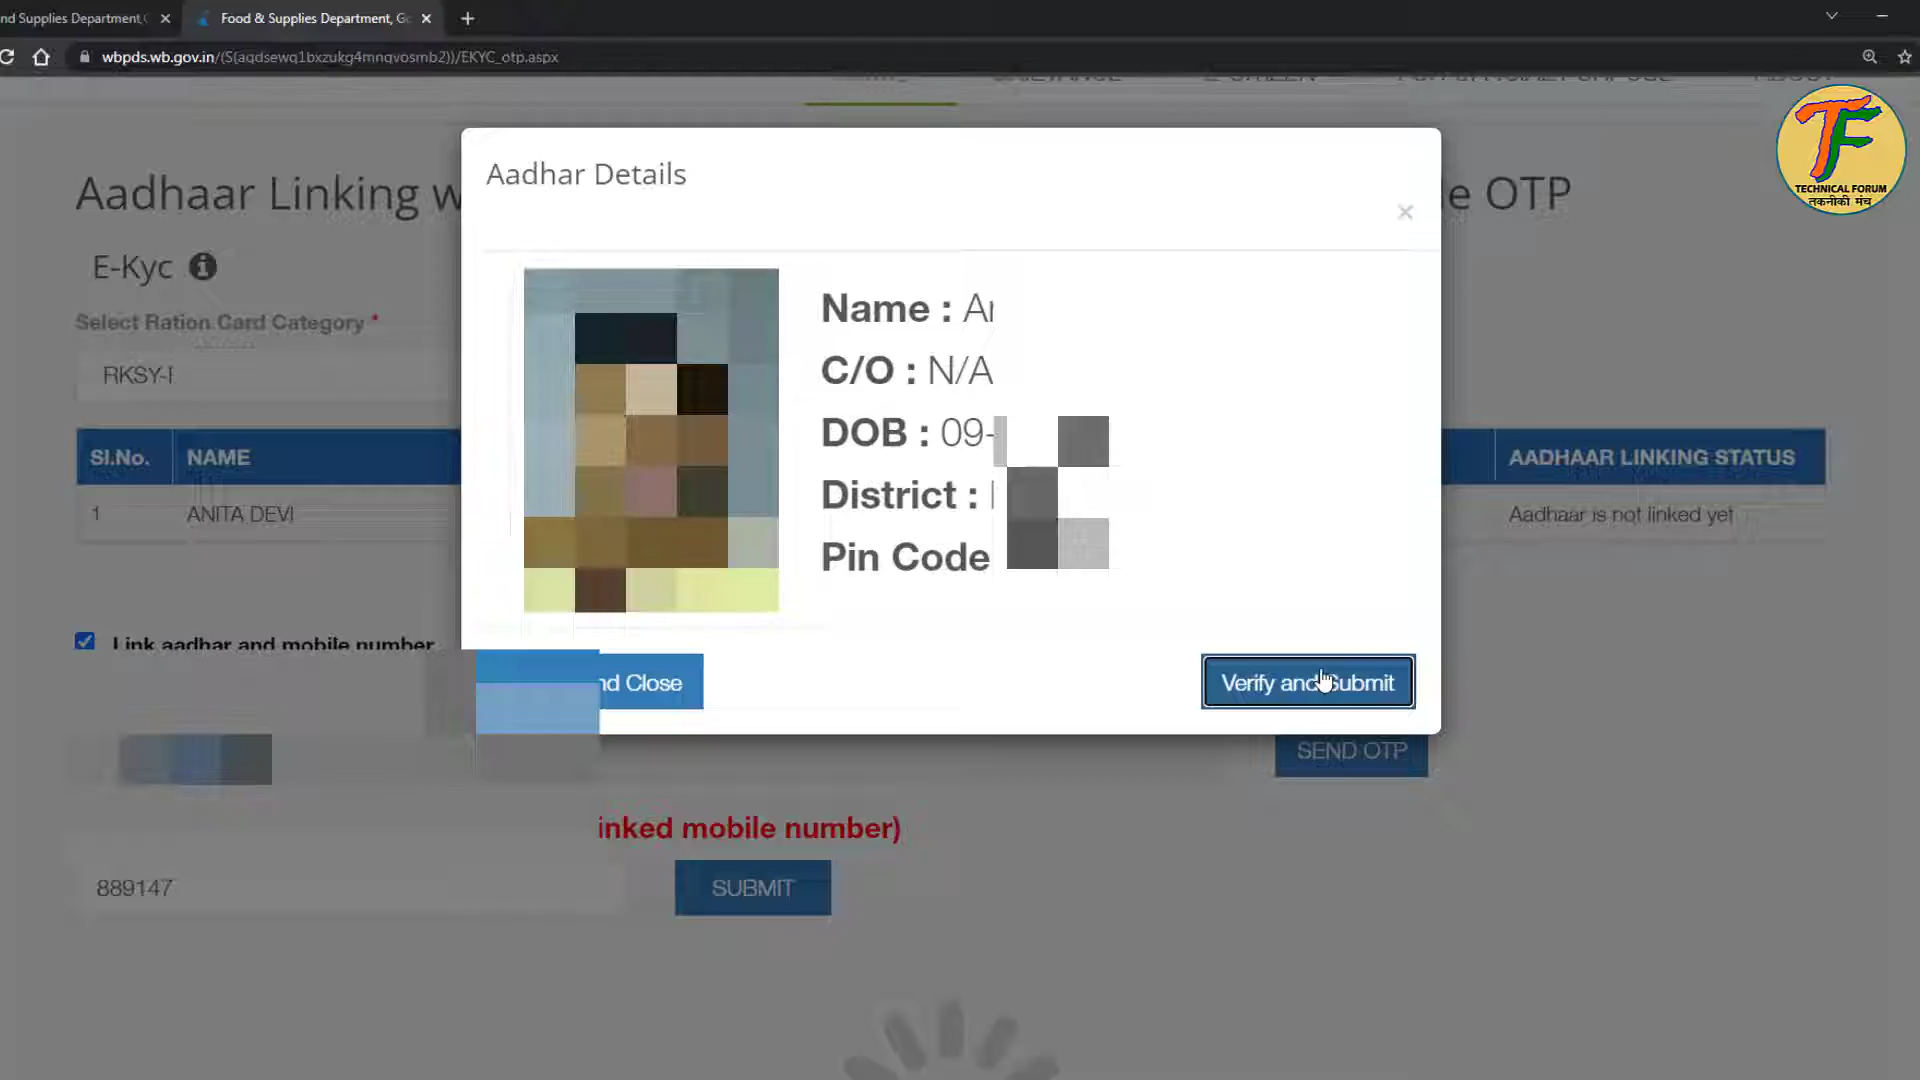 nd Supplies Department,
Food & Supplies Department, G
wbpds.wb.gov.in/(S(aqdsewq1bxzukg4mnqvosmb2))/EKYC_otp.aspx
TF
TECHNICAL FORUM
तकनीकी मंच
Aadhaar Linking w
le OTP
E-Kyc
Select Ration Card Category *
RKSY-I
Sl.No. NAME AADHAAR LINKING STATUS
1 ANITA DEVI Aadhaar is not linked yet
Aadhar Details
×
Name : A
C/O : N/A
DOB : 09-
District :
Pin Code
Link aadhar and mobile number
nd Close
Verify and Submit
SEND OTP
inked mobile number)
889147
SUBMIT